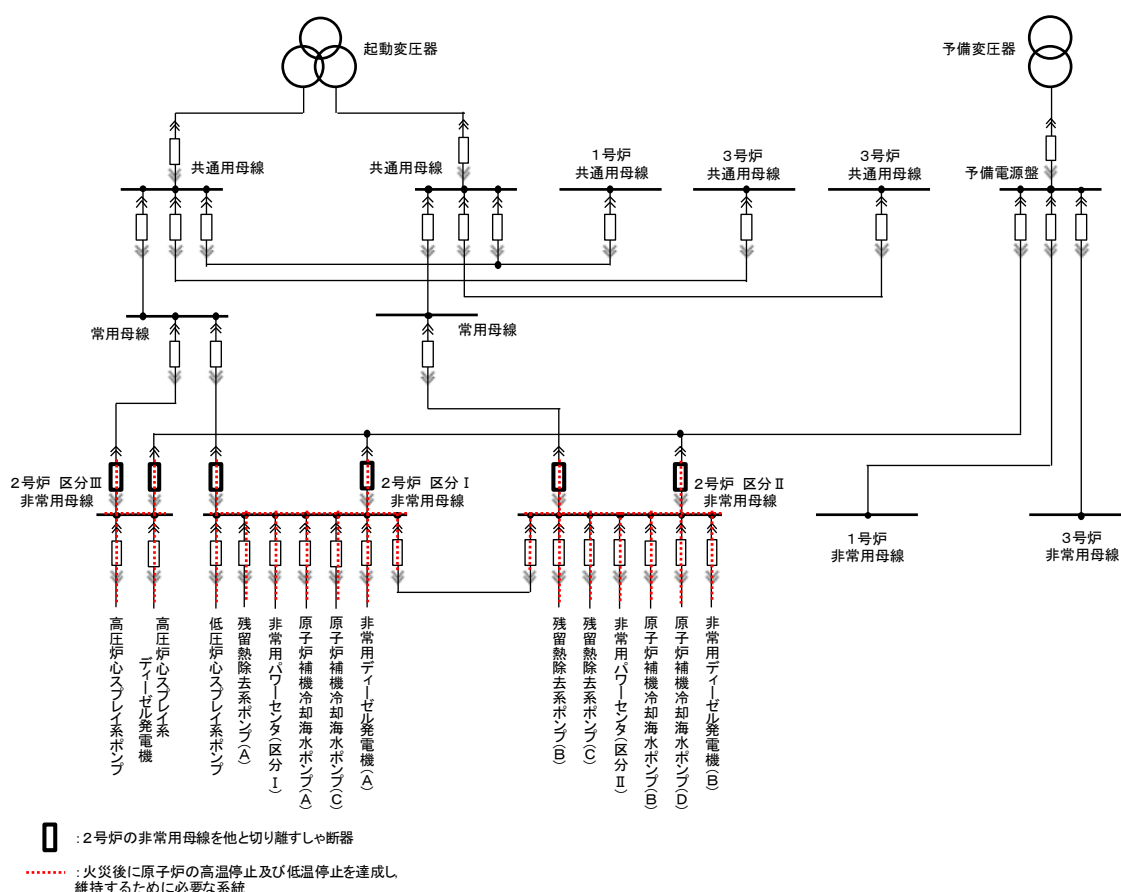 起動変圧器
予備変圧器
共通用母線
共通用母線
1号炉
共通用母線
3号炉
共通用母線
3号炉
共通用母線
予備電源盤
常用母線
常用母線
2号炉 区分Ⅲ
非常用母線
2号炉 区分Ⅰ
非常用母線
2号炉 区分Ⅱ
非常用母線
1号炉
非常用母線
3号炉
非常用母線
高圧炉心スプレイ系ポンプ
高圧炉心スプレイ系
ディーゼル発電機
低圧炉心スプレイ系ポンプ
残留熱除去系ポンプ(A)
非常用パワーセンタ(区分Ⅰ)
原子炉補機冷却海水ポンプ(A)
原子炉補機冷却海水ポンプ(C)
非常用ディーゼル発電機(A)
残留熱除去系ポンプ(B)
残留熱除去系ポンプ(C)
非常用パワーセンタ(区分Ⅱ)
原子炉補機冷却海水ポンプ(B)
原子炉補機冷却海水ポンプ(D)
非常用ディーゼル発電機(B)
:2号炉の非常用母線を他と切り離すしゃ断器
:火災後に原子炉の高温停止及び低温停止を達成し、
維持するために必要な系統